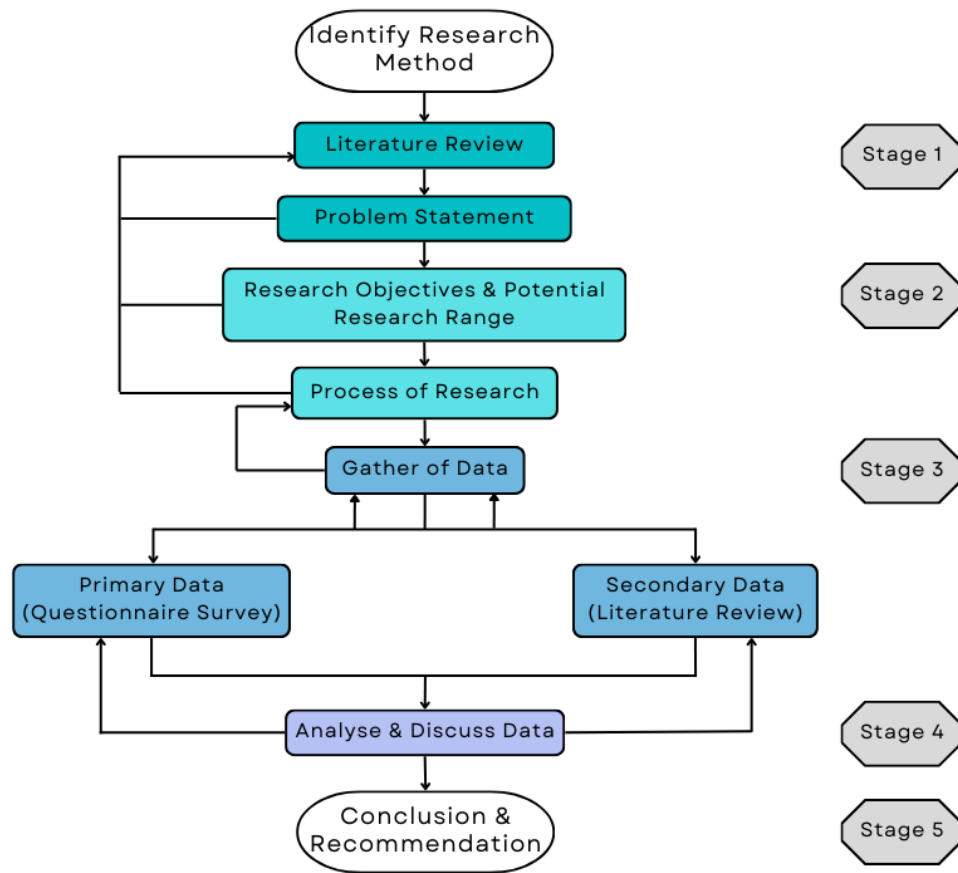 Identify Research
Method
Literature Review
Stage 1
Problem Statement
Research Objectives & Potential
Research Range
Stage 2
Process of Research
Gather of Data
Stage 3
Primary Data
(Questionnaire Survey)
Secondary Data
(Literature Review)
Analyse & Discuss Data
Stage 4
Conclusion &
Recommendation
Stage 5